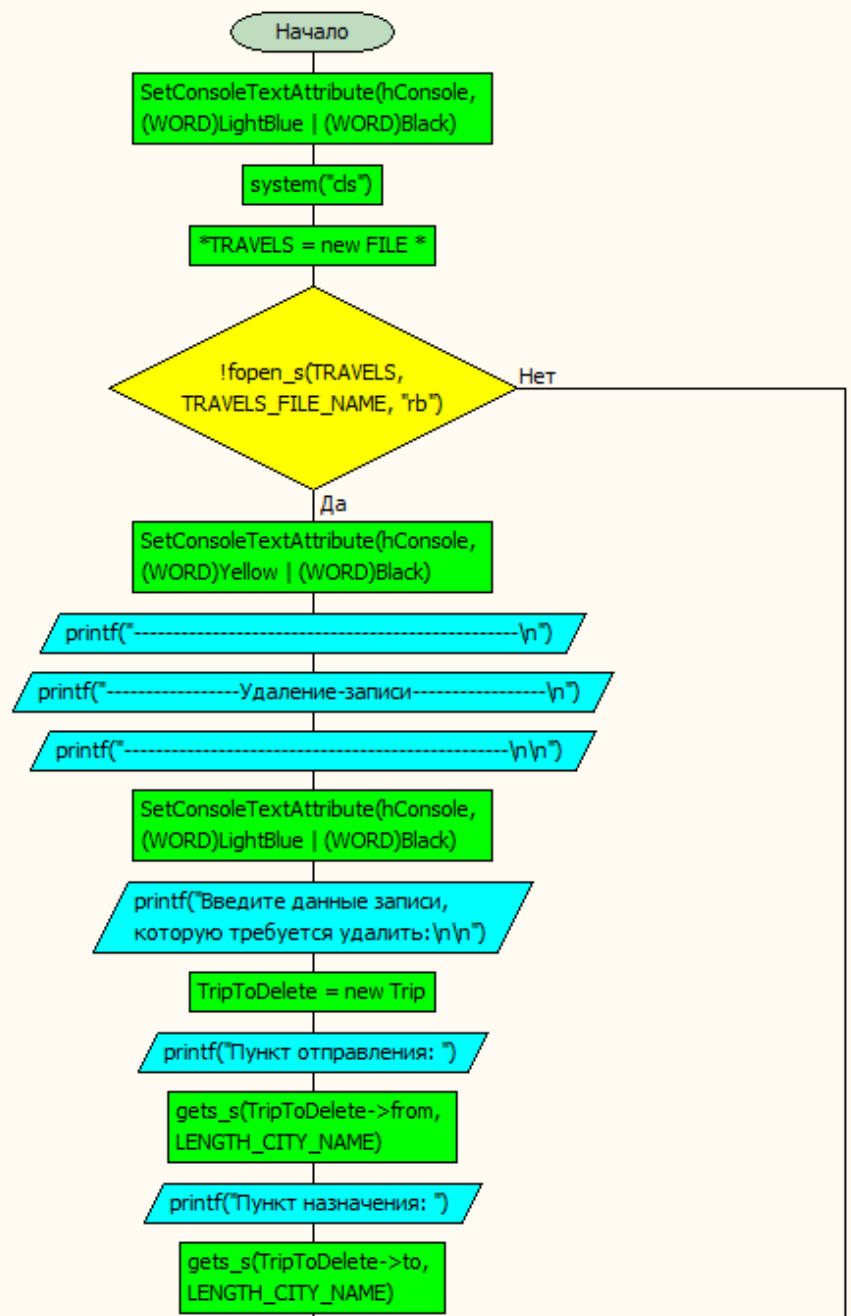 Начало
SetConsoleTextAttribute(hConsole,
(WORD)LightBlue | (WORD)Black)
system("cls")
*TRAVELS = new FILE *
!fopen_s(TRAVELS,
TRAVELS_FILE_NAME, "rb")
Нет
Да
SetConsoleTextAttribute(hConsole,
(WORD)Yellow | (WORD)Black)
printf("--------------------------------------------------\n")
printf("-----------------Удаление-записи-----------------\n")
printf("--------------------------------------------------\n\n")
SetConsoleTextAttribute(hConsole,
(WORD)LightBlue | (WORD)Black)
printf("Введите данные записи,
которую требуется удалить:\n\n")
TripToDelete = new Trip
printf("Пункт отправления: ")
gets_s(TripToDelete->from,
LENGTH_CITY_NAME)
printf("Пункт назначения: ")
gets_s(TripToDelete->to,
LENGTH_CITY_NAME)